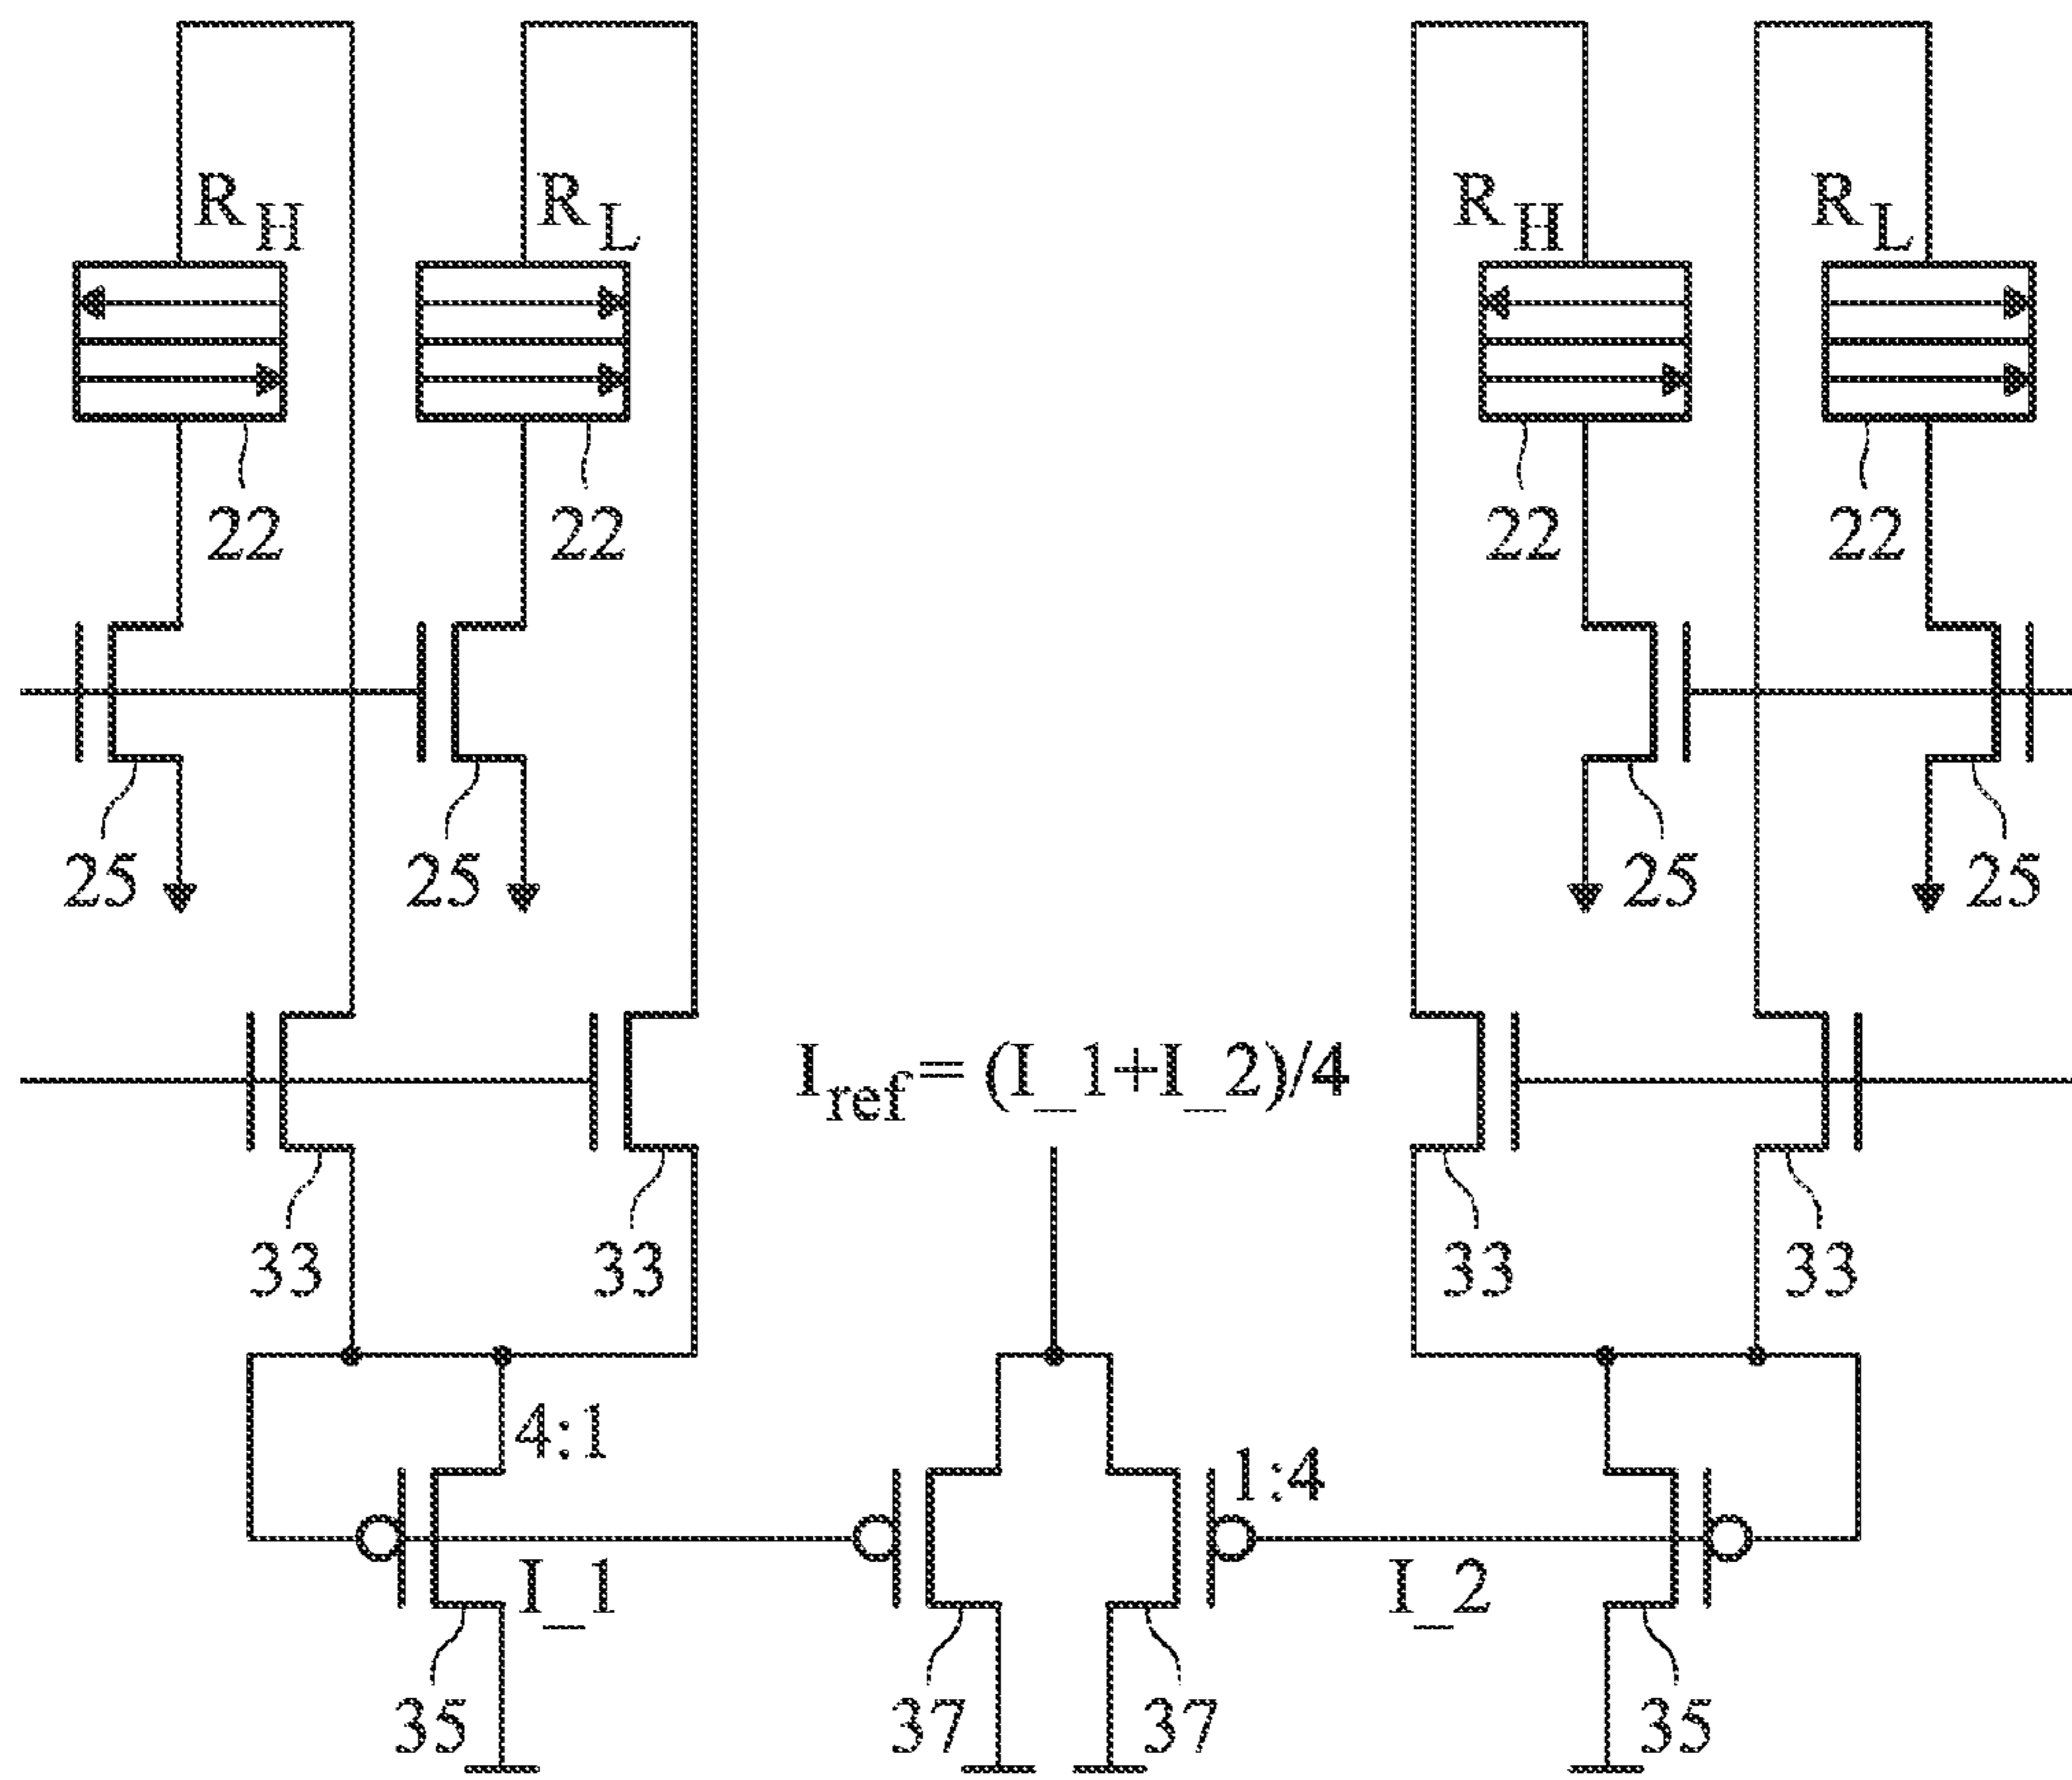 R_H R_L R_H R_L
22 22 22 22
25 25 25 25
I_ref = (I_1+I_2)/4
33 33 33 33
4:1 1:4
I_1 I_2
35 37 37 35